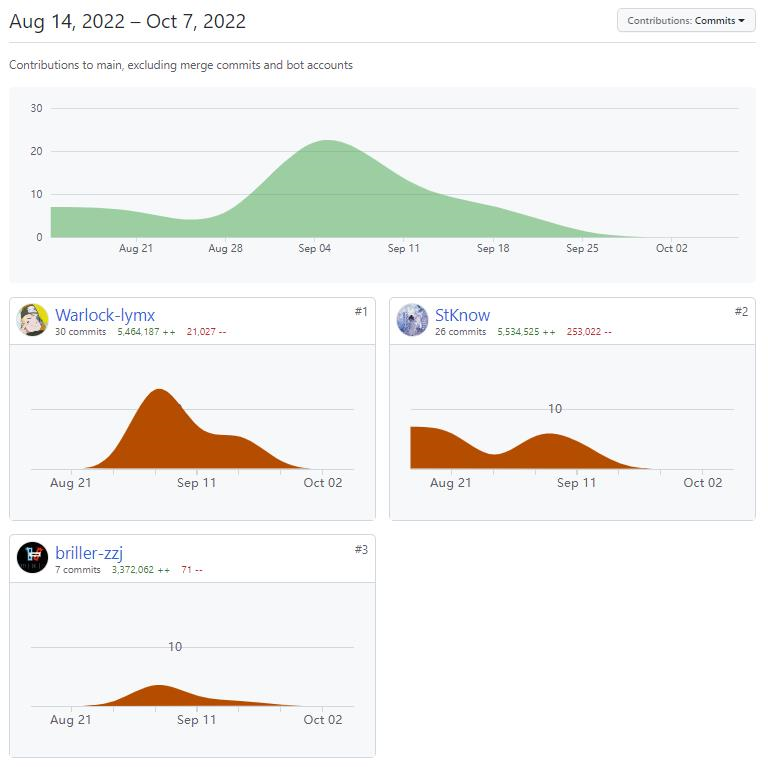 Aug 14, 2022 – Oct 7, 2022
Contributions: Commits
Contributions to main, excluding merge commits and bot accounts
30
20
10
0
Aug 21 Aug 28 Sep 04 Sep 11 Sep 18 Sep 25 Oct 02
Warlock-lymx #1
30 commits 5,464,187 ++ 21,027 --
Aug 21 Sep 11 Oct 02
StKnow #2
26 commits 5,534,525 ++ 253,022 --
10
Aug 21 Sep 11 Oct 02
briller-zzj #3
7 commits 3,372,062 ++ 71 --
10
Aug 21 Sep 11 Oct 02